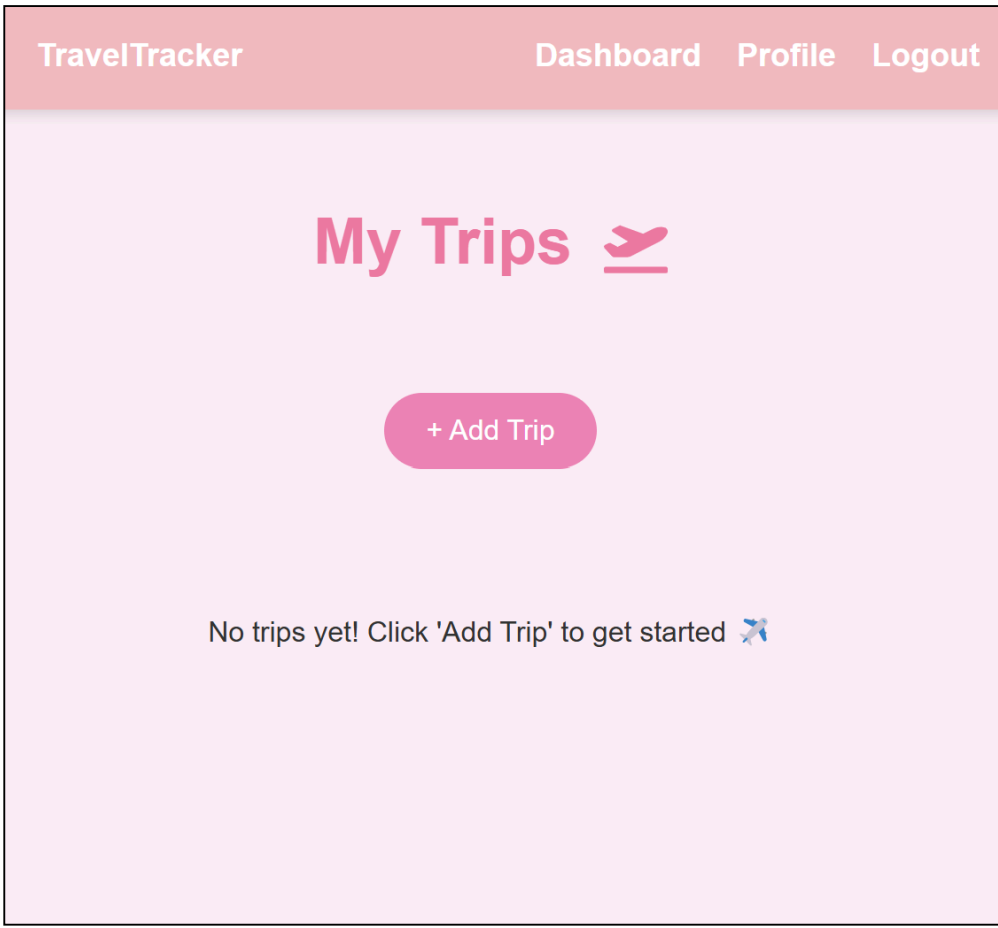 TravelTracker Dashboard Profile Logout
My Trips
+ Add Trip
No trips yet! Click 'Add Trip' to get started ✈️